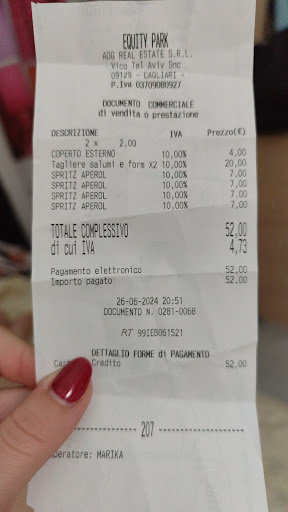 EQUITY PARK
ADG REAL ESTATE S.R.L.
Vico Tel Aviv Snc
09129 - CAGLIARI -
P.Iva 03709080927
DOCUMENTO COMMERCIALE
di vendita o prestazione
DESCRIZIONE IVA Prezzo(€)
2 x 2,00
COPERTO ESTERNO 10,00% 4,00
Tagliere salumi e form x2 10,00% 20,00
SPRITZ APEROL 10,00% 7,00
SPRITZ APEROL 10,00% 7,00
SPRITZ APEROL 10,00% 7,00
SPRITZ APEROL 10,00% 7,00
TOTALE COMPLESSIVO 52,00
di cui IVA 4,73
Pagamento elettronico 52,00
Importo pagato 52,00
26-06-2024 20:51
DOCUMENTO N. 0281-0068
RT 99IEB061521
DETTAGLIO FORME di PAGAMENTO
Cart Credito 52,00
207
peratore: MARIKA